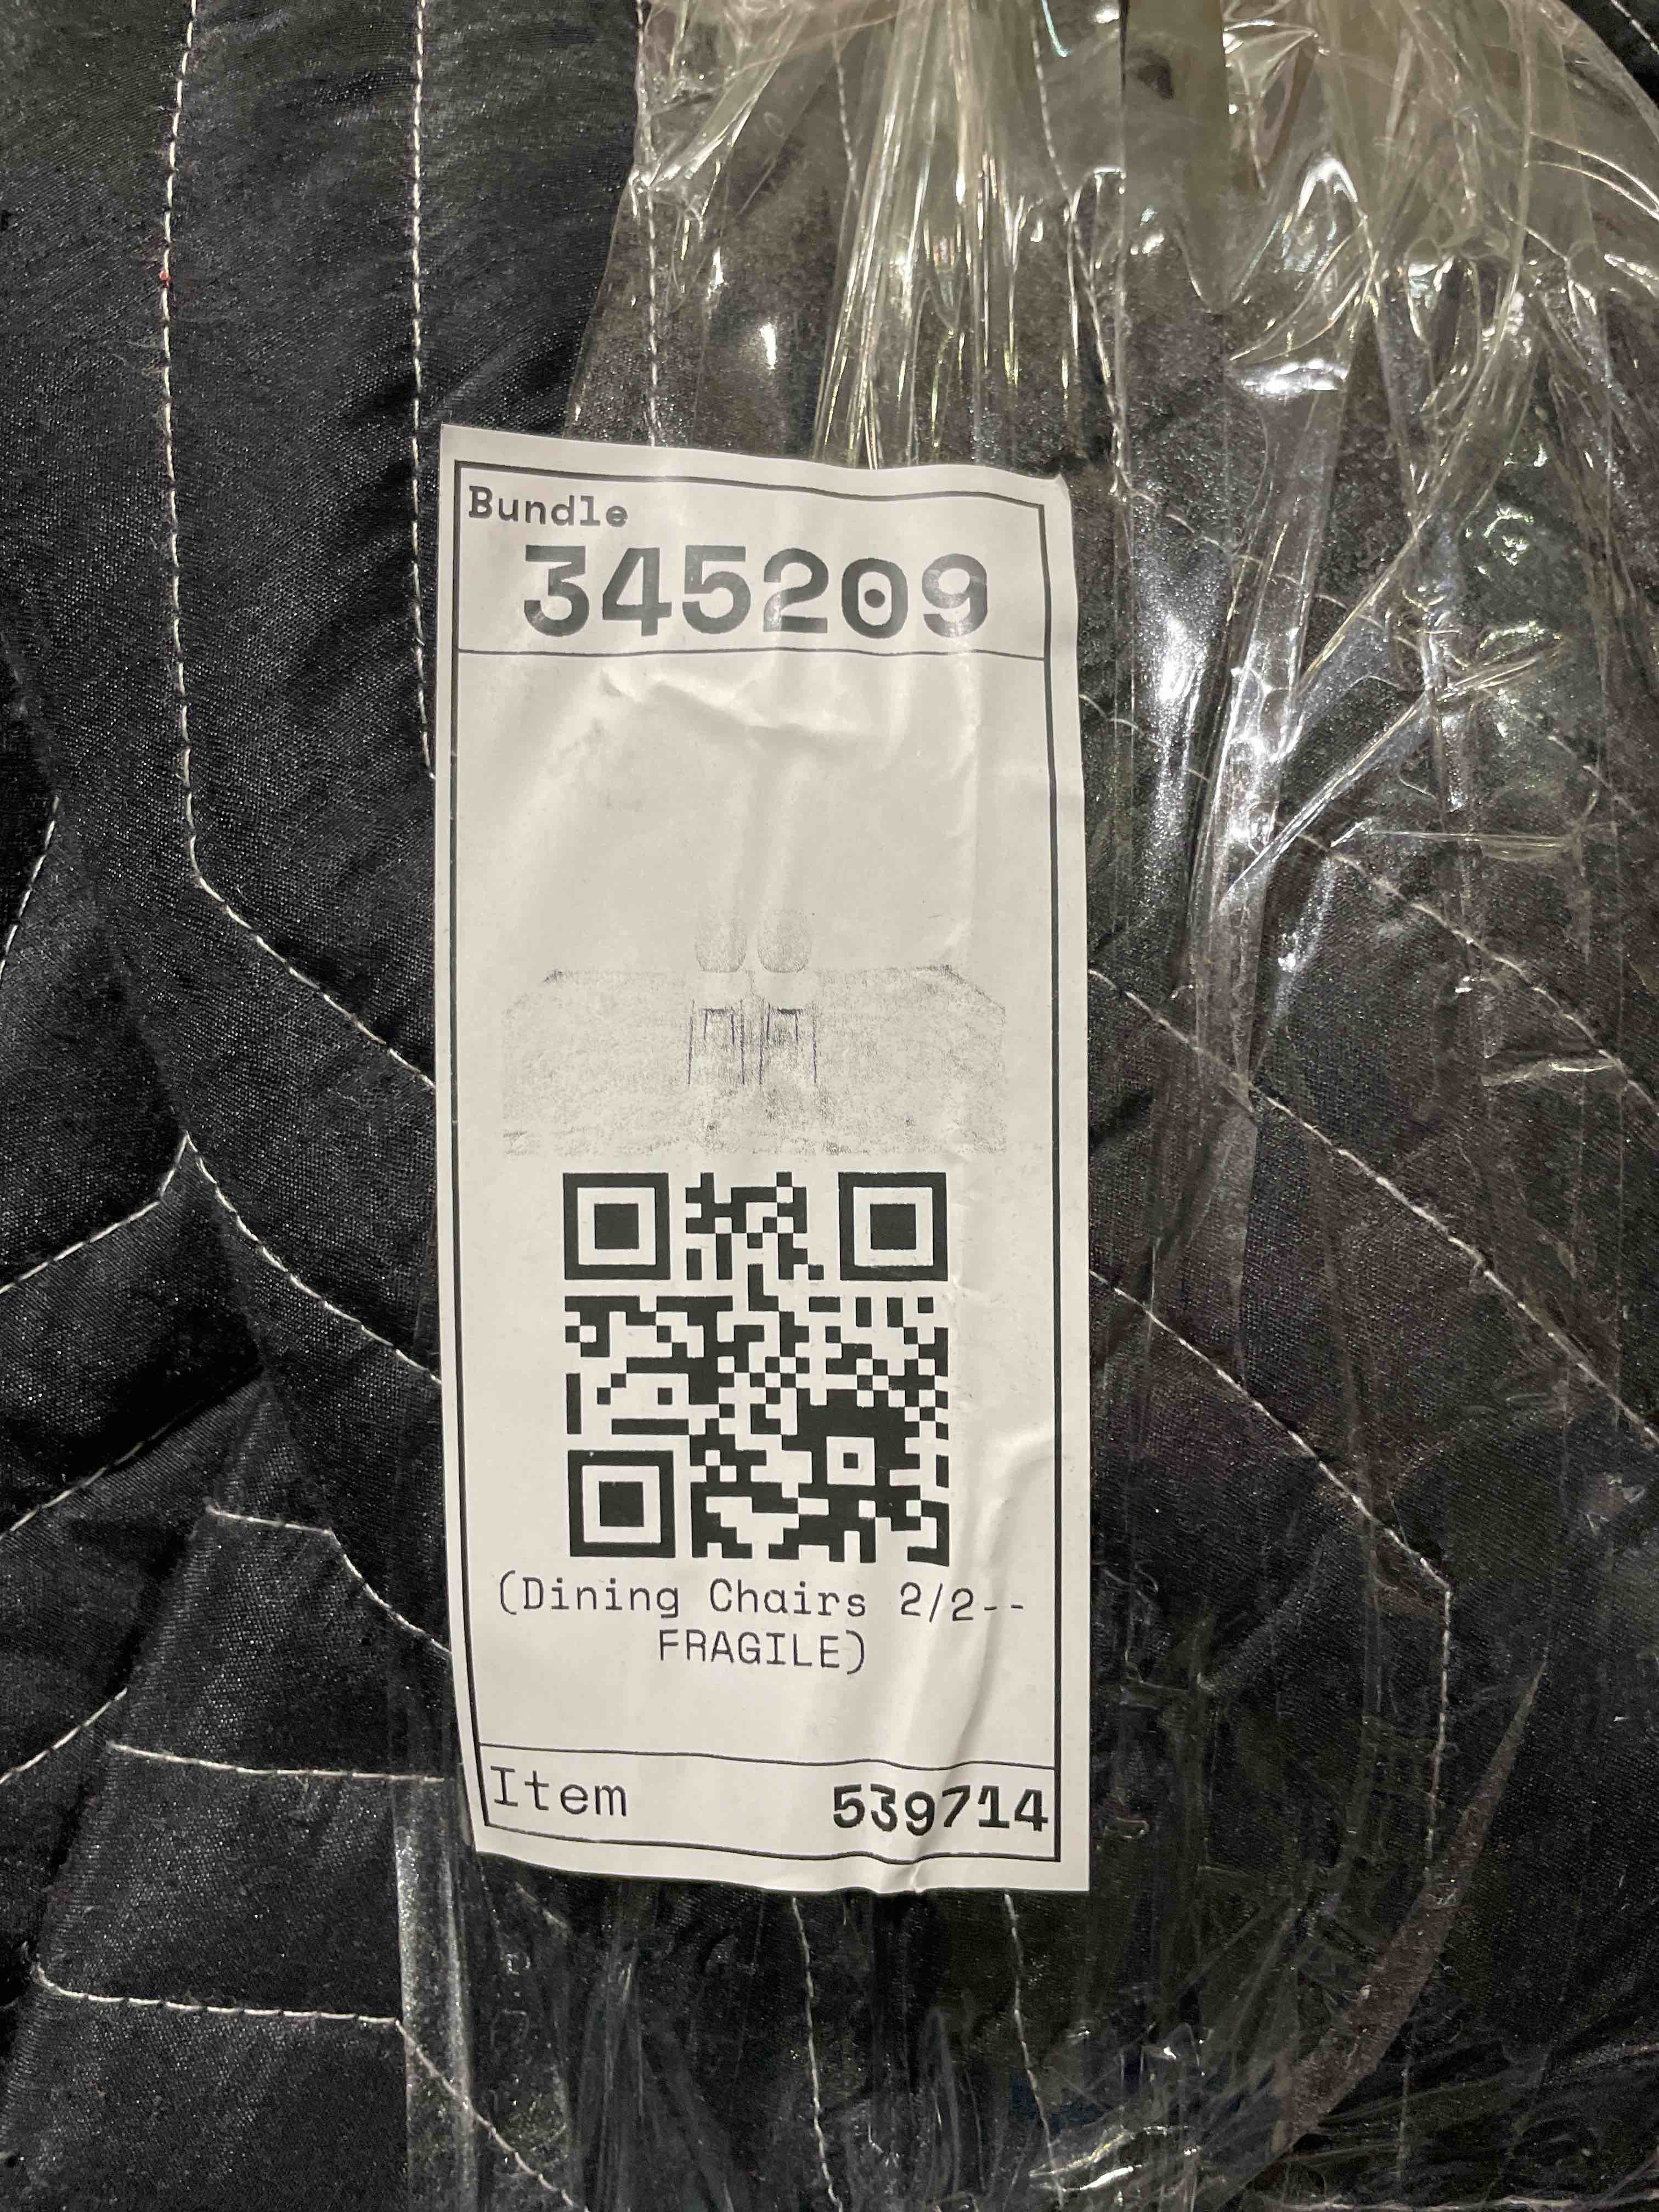 Bundle
345209
(Dining Chairs 2/2--
FRAGILE)
Item 539714